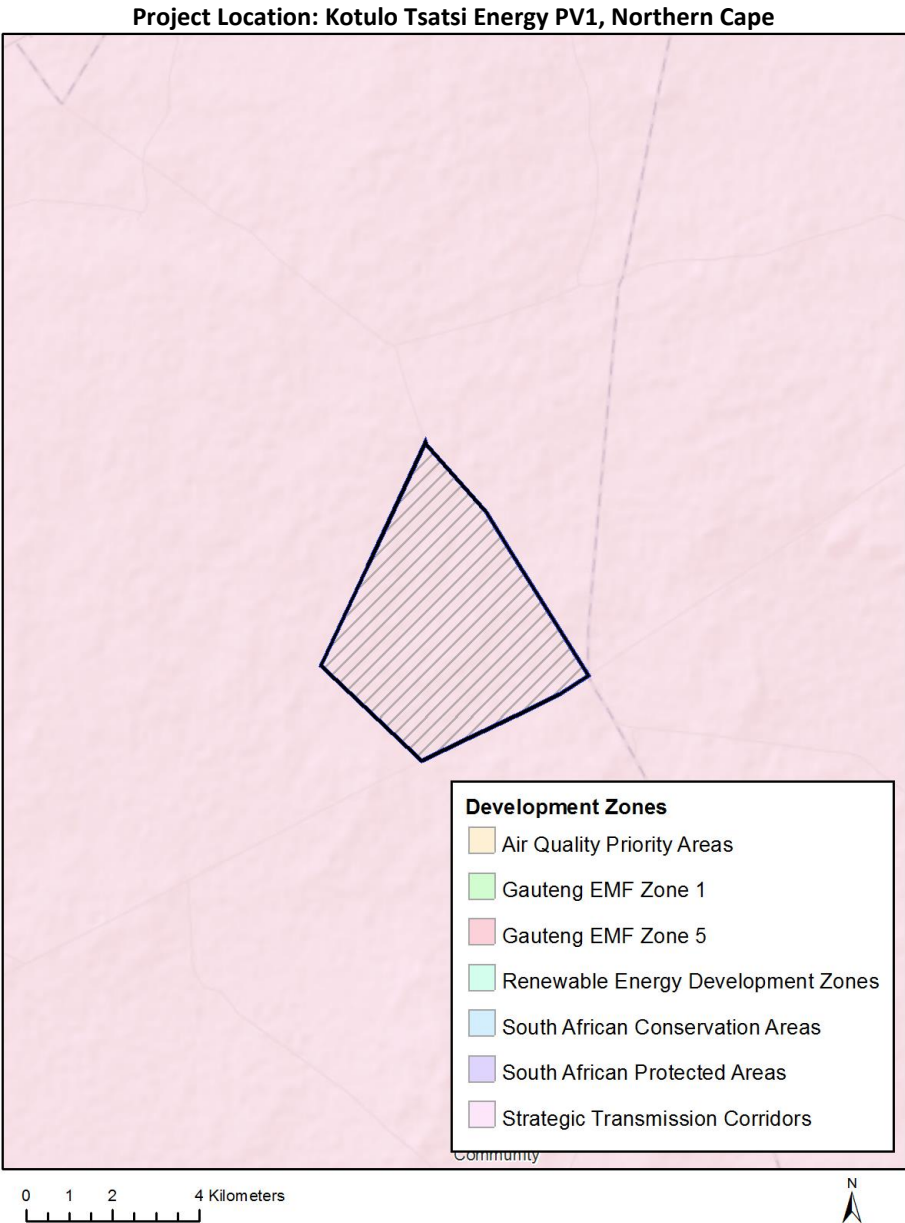 Project Location: Kotulo Tsatsi Energy PV1, Northern Cape
Development Zones
Air Quality Priority Areas
Gauteng EMF Zone 1
Gauteng EMF Zone 5
Renewable Energy Development Zones
South African Conservation Areas
South African Protected Areas
Strategic Transmission Corridors
Community
0 1 2 4 Kilometers
N